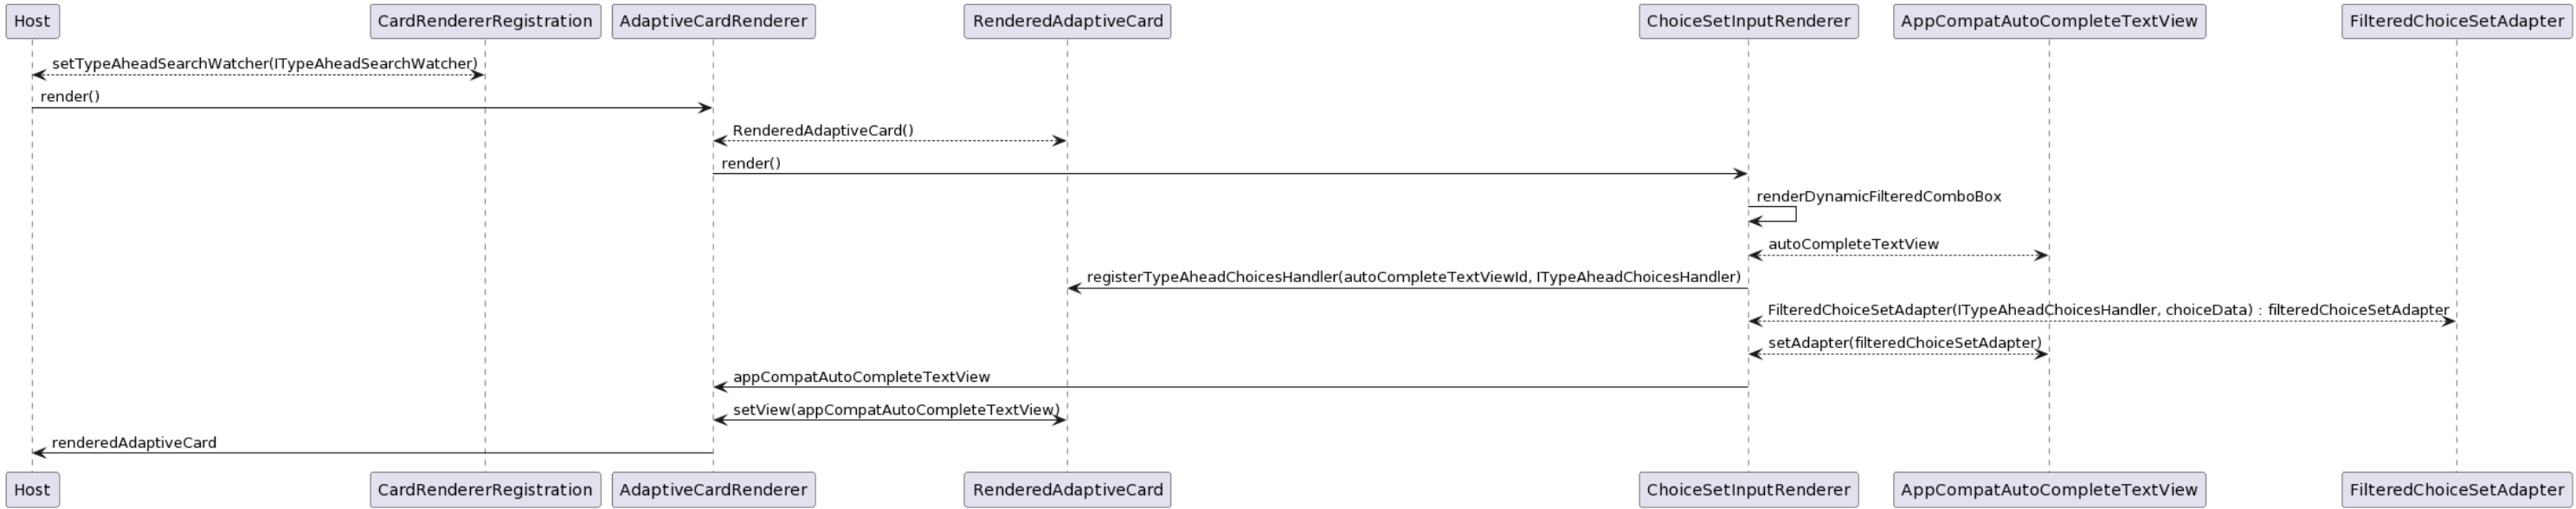 Host CardRendererRegistration AdaptiveCardRenderer RenderedAdaptiveCard ChoiceSetInputRenderer AppCompatAutoCompleteTextView FilteredChoiceSetAdapter
setTypeAheadSearchWatcher(ITypeAheadSearchWatcher)
render()
RenderedAdaptiveCard()
render()
renderDynamicFilteredComboBox
autoCompleteTextView
registerTypeAheadChoicesHandler(autoCompleteTextViewId, ITypeAheadChoicesHandler)
FilteredChoiceSetAdapter(ITypeAheadChoicesHandler, choiceData) : filteredChoiceSetAdapter
setAdapter(filteredChoiceSetAdapter)
appCompatAutoCompleteTextView
setView(appCompatAutoCompleteTextView)
renderedAdaptiveCard
Host CardRendererRegistration AdaptiveCardRenderer RenderedAdaptiveCard ChoiceSetInputRenderer AppCompatAutoCompleteTextView FilteredChoiceSetAdapter